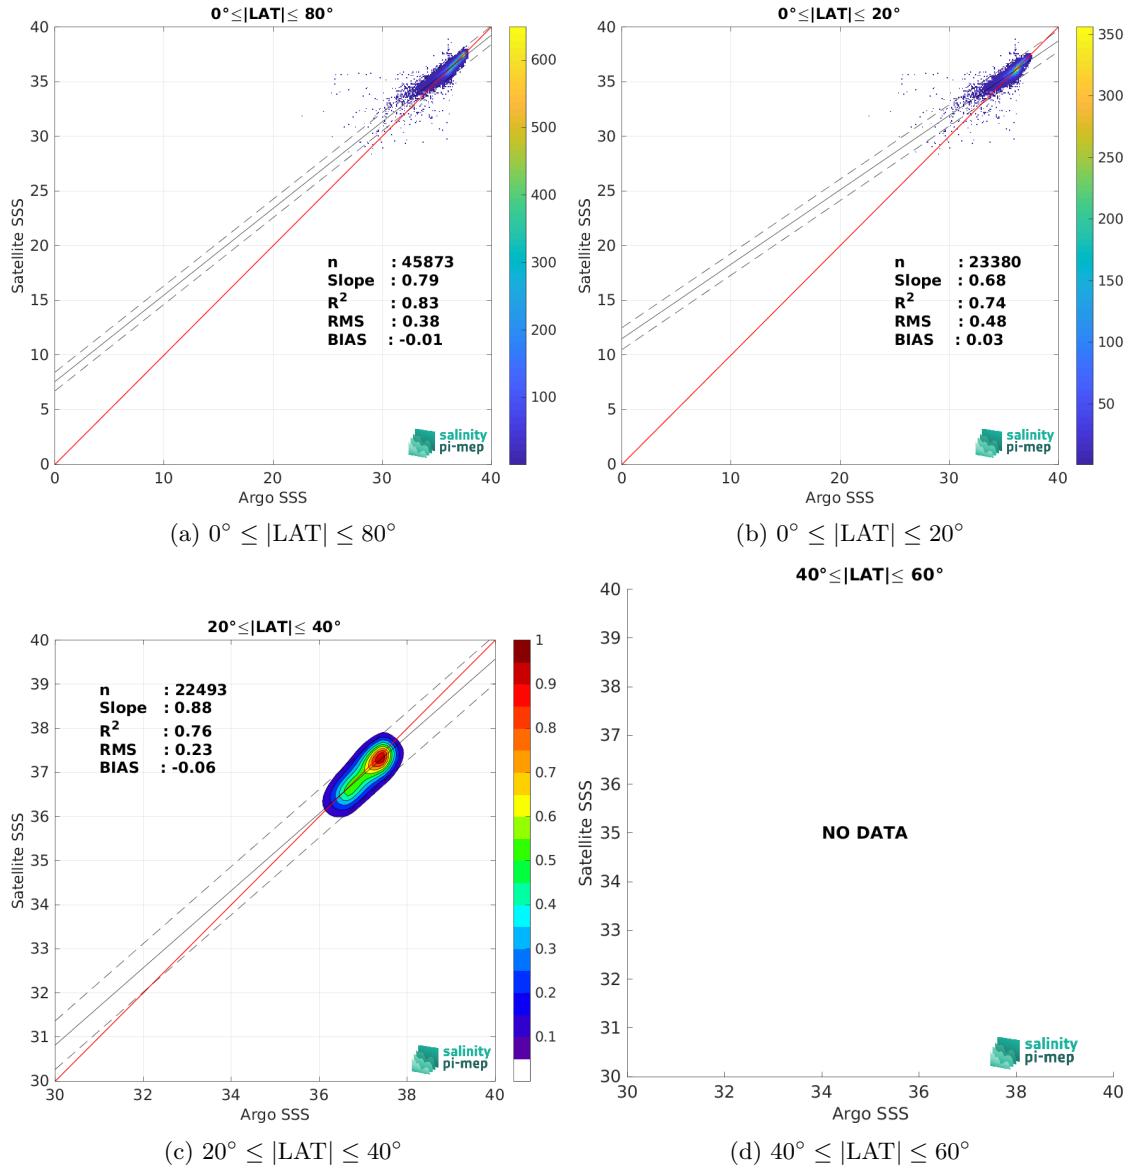 0°≤|LAT|≤ 80°
40
35
30
25
20
15
10
5
0
Satellite SSS
n : 45873
Slope : 0.79
R² : 0.83
RMS : 0.38
BIAS : -0.01
salinity
pi-mep
0 10 20 30 40
Argo SSS
600
500
400
300
200
100
(a) 0° ≤ |LAT| ≤ 80°
0°≤|LAT|≤ 20°
40
35
30
25
20
15
10
5
0
Satellite SSS
n : 23380
Slope : 0.68
R² : 0.74
RMS : 0.48
BIAS : 0.03
salinity
pi-mep
0 10 20 30 40
Argo SSS
350
300
250
200
150
100
50
(b) 0° ≤ |LAT| ≤ 20°
20°≤|LAT|≤ 40°
40
39
38
37
36
35
34
33
32
31
30
Satellite SSS
n : 22493
Slope : 0.88
R² : 0.76
RMS : 0.23
BIAS : -0.06
salinity
pi-mep
30 32 34 36 38 40
Argo SSS
1
0.9
0.8
0.7
0.6
0.5
0.4
0.3
0.2
0.1
(c) 20° ≤ |LAT| ≤ 40°
40°≤|LAT|≤ 60°
40
39
38
37
36
35
34
33
32
31
30
Satellite SSS
NO DATA
salinity
pi-mep
30 32 34 36 38 40
Argo SSS
(d) 40° ≤ |LAT| ≤ 60°